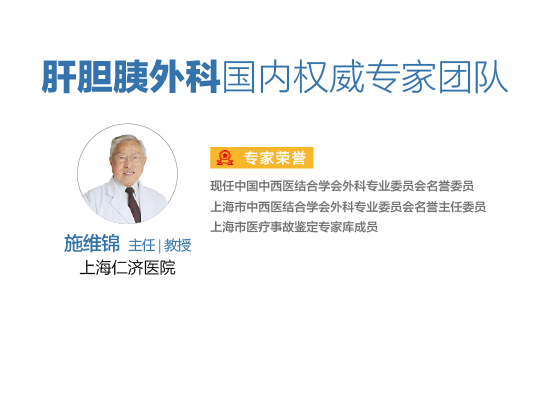 肝胆胰外科国内权威专家团队
专家荣誉
现任中国中西医结合学会外科专业委员会名誉委员
上海市中西医结合学会外科专业委员会名誉主任委员
上海市医疗事故鉴定专家库成员
施维锦 主任|教授
上海仁济医院